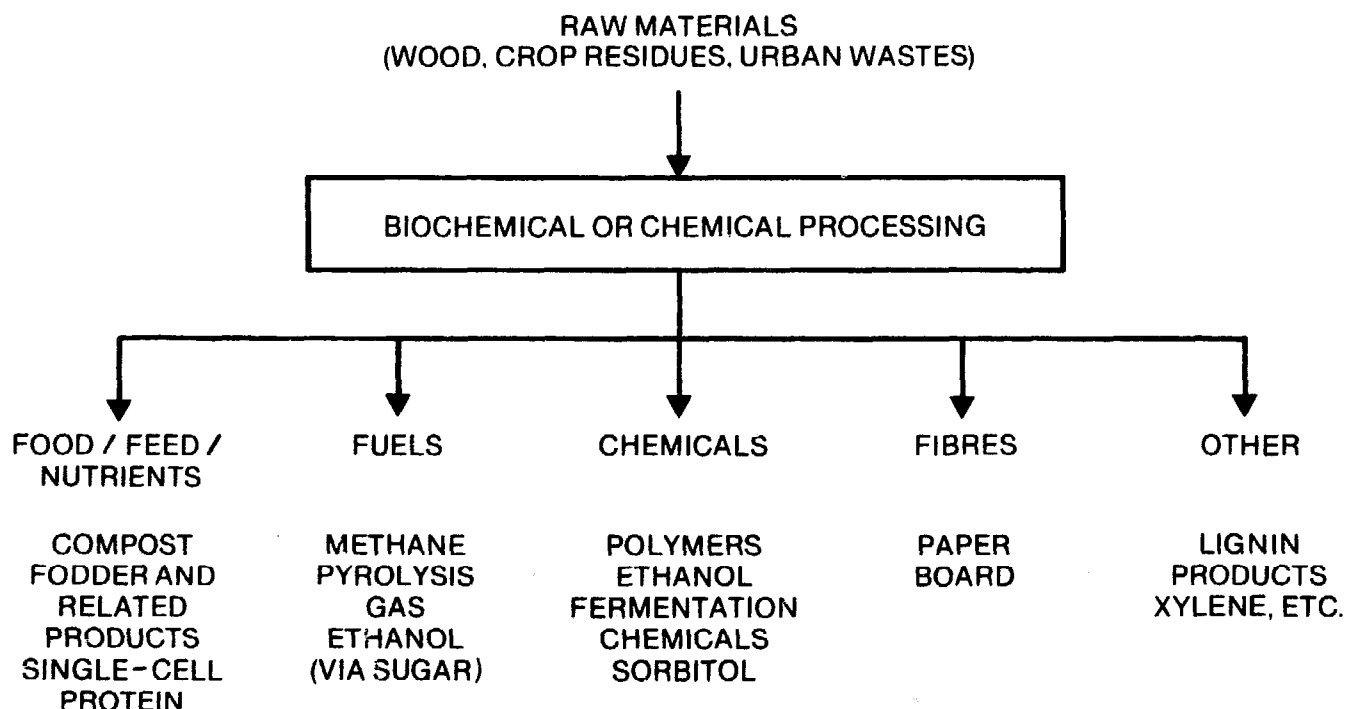 RAW MATERIALS
(WOOD, CROP RESIDUES, URBAN WASTES)
BIOCHEMICAL OR CHEMICAL PROCESSING
FOOD / FEED /
NUTRIENTS
COMPOST
FODDER AND
RELATED
PRODUCTS
SINGLE-CELL
PROTEIN
FUELS
METHANE
PYROLYSIS
GAS
ETHANOL
(VIA SUGAR)
CHEMICALS
POLYMERS
ETHANOL
FERMENTATION
CHEMICALS
SORBITOL
FIBRES
PAPER
BOARD
OTHER
LIGNIN
PRODUCTS
XYLENE, ETC.